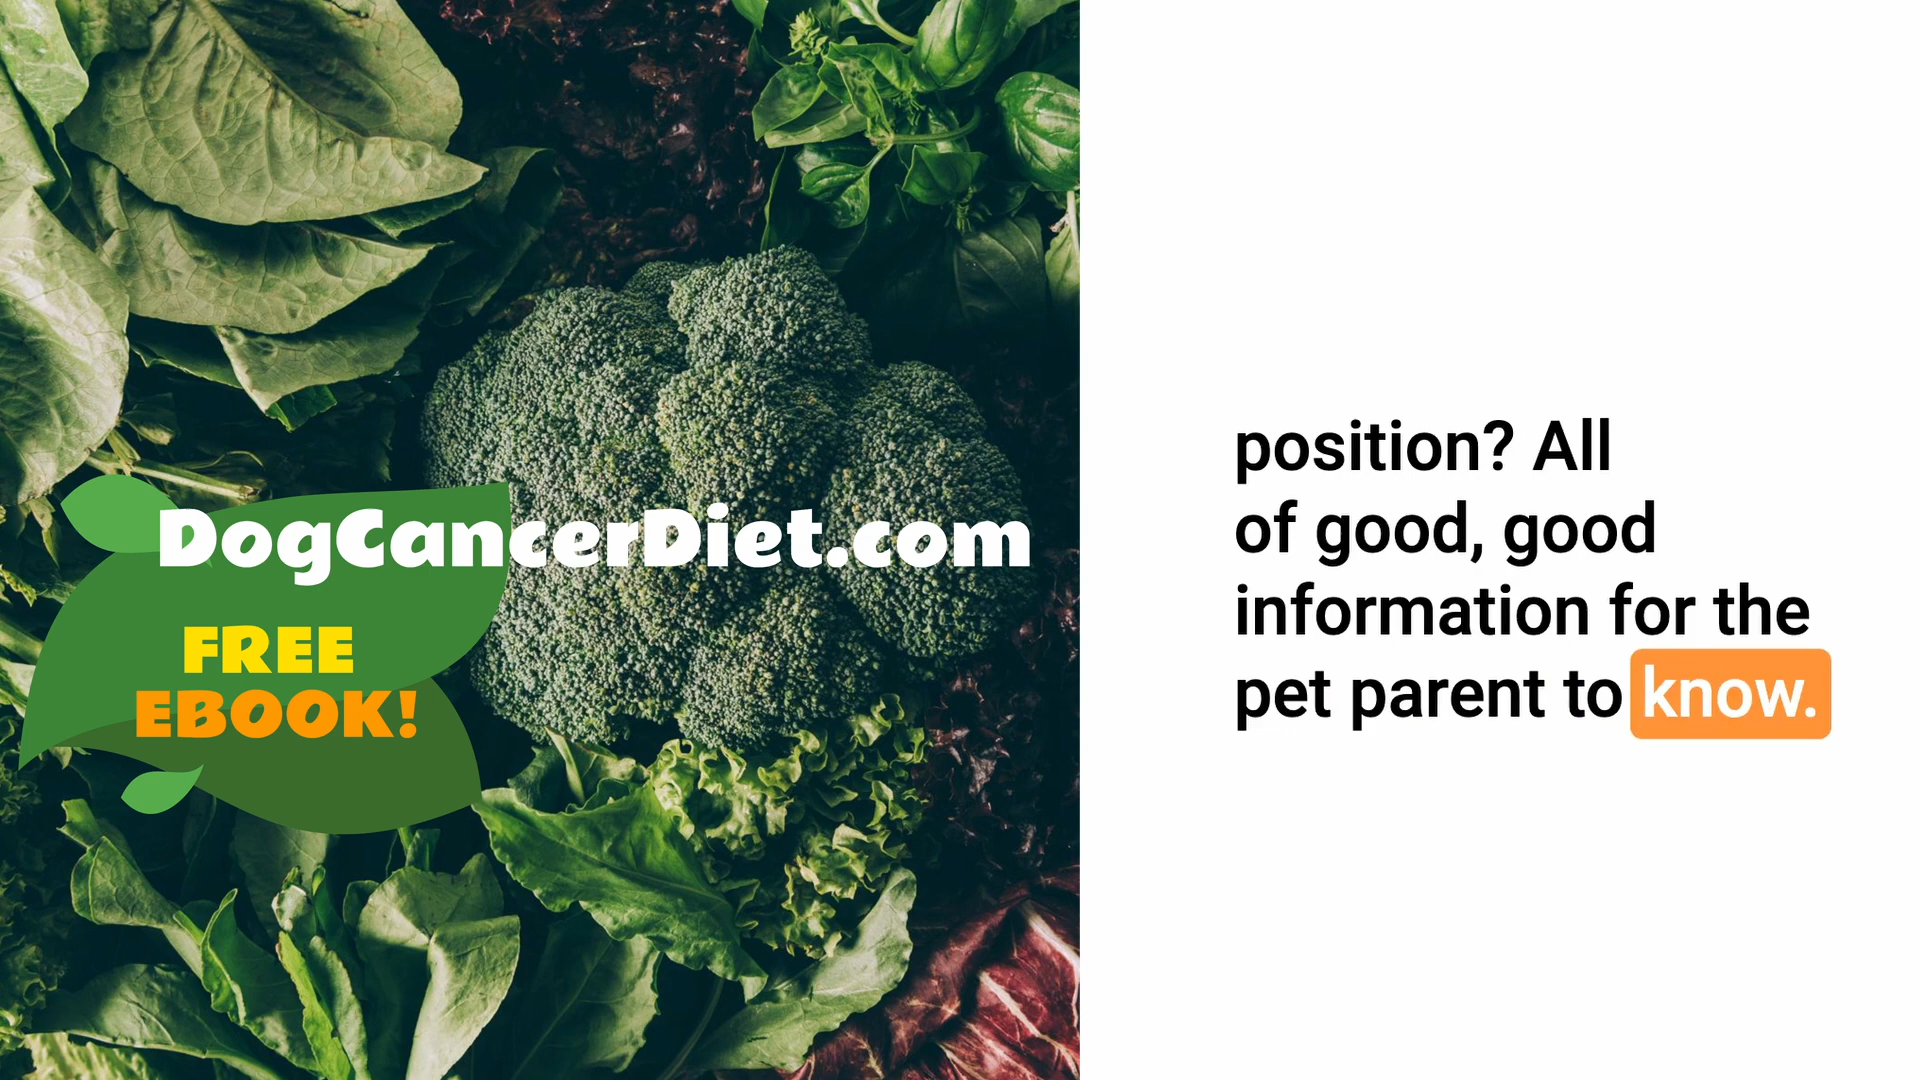 DogCancerDiet.com
FREE
EBOOK!
position? All
of good, good
information for the
pet parent to know.